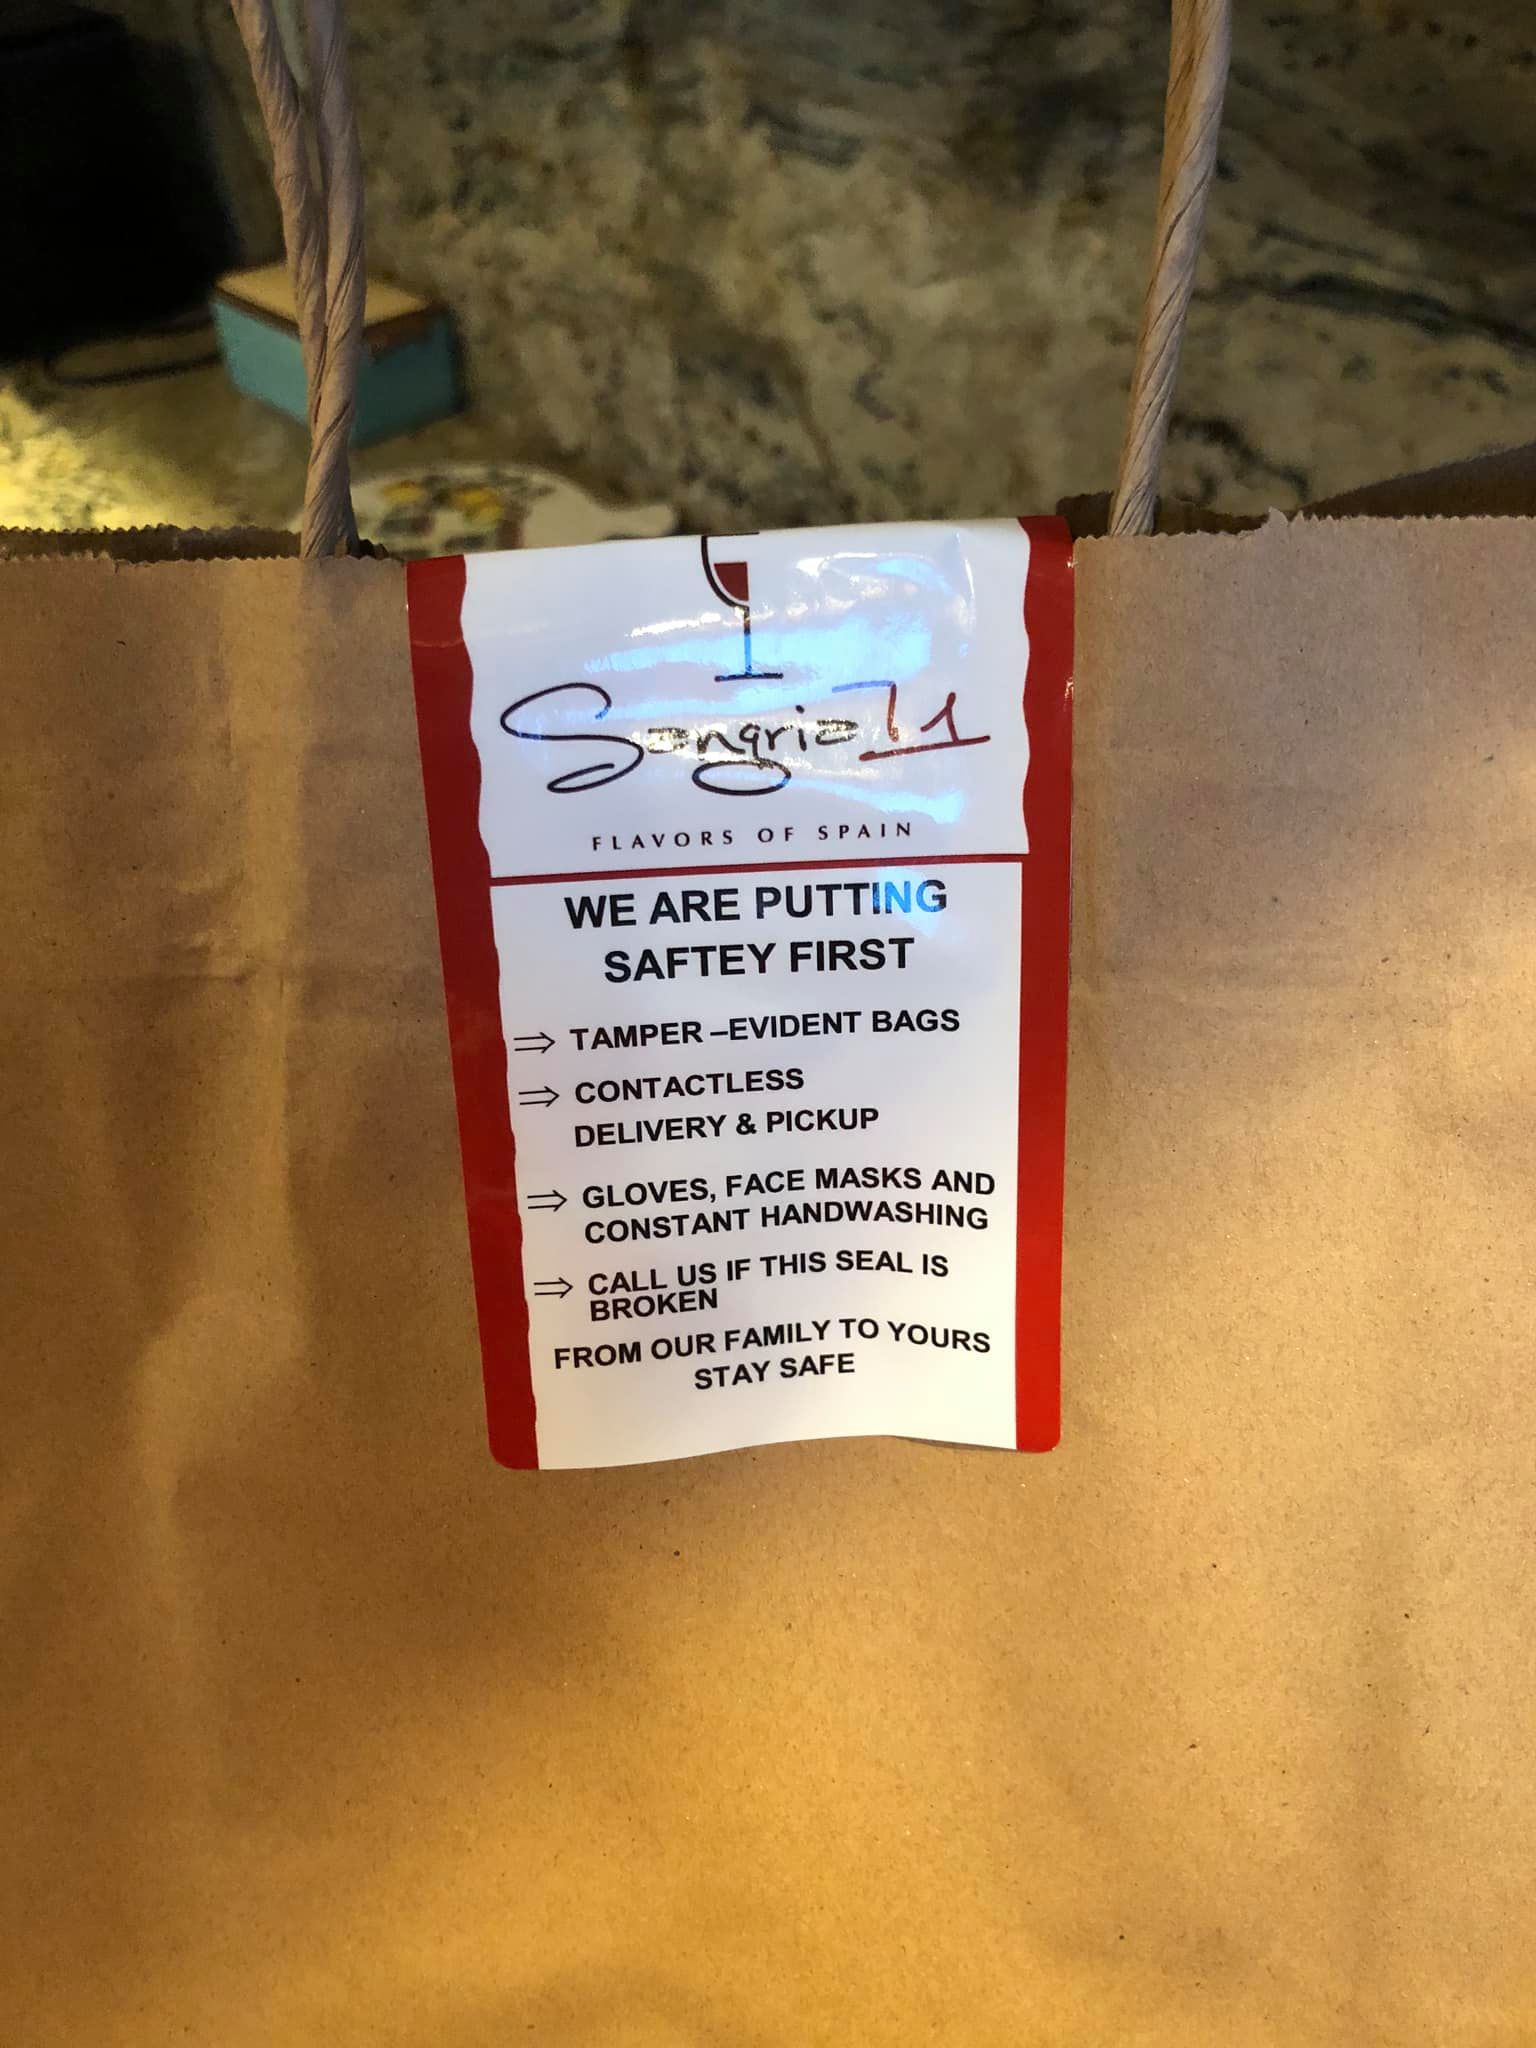 Sangria 71
FLAVORS OF SPAIN
WE ARE PUTTING
SAFTEY FIRST
⇒ TAMPER –EVIDENT BAGS
⇒ CONTACTLESS
DELIVERY & PICKUP
⇒ GLOVES, FACE MASKS AND
CONSTANT HANDWASHING
⇒ CALL US IF THIS SEAL IS
BROKEN
FROM OUR FAMILY TO YOURS
STAY SAFE